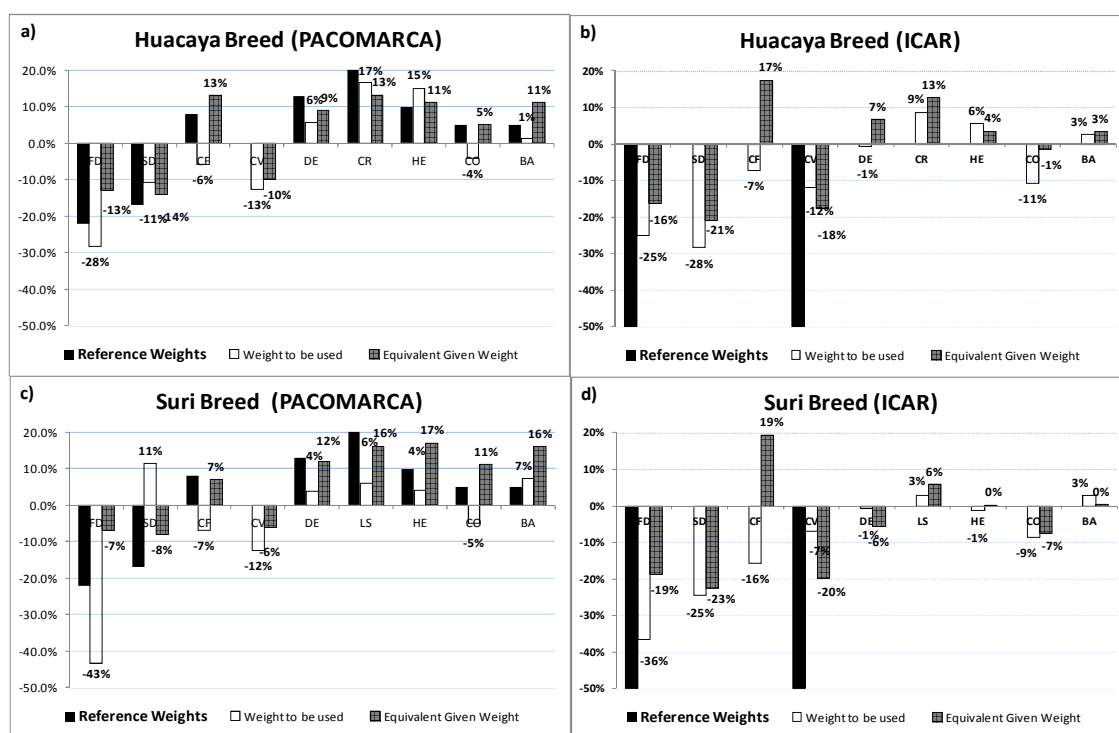 a)
Huacaya Breed (PACOMARCA)
20.0%
10.0%
0.0%
-10.0%
-20.0%
-30.0%
-40.0%
-50.0%
FD SD CF CV DE CR HE CO BA
-28% -13% -11% -14% -6% 13% -13% -10% 6% 9% 17% 13% 15% 11% -4% 5% 1% 11%
Reference Weights Weight to be used Equivalent Given Weight
b)
Huacaya Breed (ICAR)
20%
10%
0%
-10%
-20%
-30%
-40%
-50%
FD SD CF CV DE CR HE CO BA
-25% -16% -28% -21% -7% 17% -12% -18% -1% 7% 9% 13% 6% 4% -11% -1% 3% 3%
Reference Weights Weight to be used Equivalent Given Weight
c)
Suri Breed (PACOMARCA)
20.0%
10.0%
0.0%
-10.0%
-20.0%
-30.0%
-40.0%
-50.0%
FD SD CF CV DE LS HE CO BA
-43% -7% 11% -8% -7% 7% -12% -6% 4% 12% 6% 16% 4% 17% -5% 11% 7% 16%
Reference Weights Weight to be used Equivalent Given Weight
d)
Suri Breed (ICAR)
20%
10%
0%
-10%
-20%
-30%
-40%
-50%
FD SD CF CV DE LS HE CO BA
-36% -19% -25% -23% -16% 19% -7% -20% -1% -6% 3% 6% -1% 0% -9% -7% 3% 0%
Reference Weights Weight to be used Equivalent Given Weight